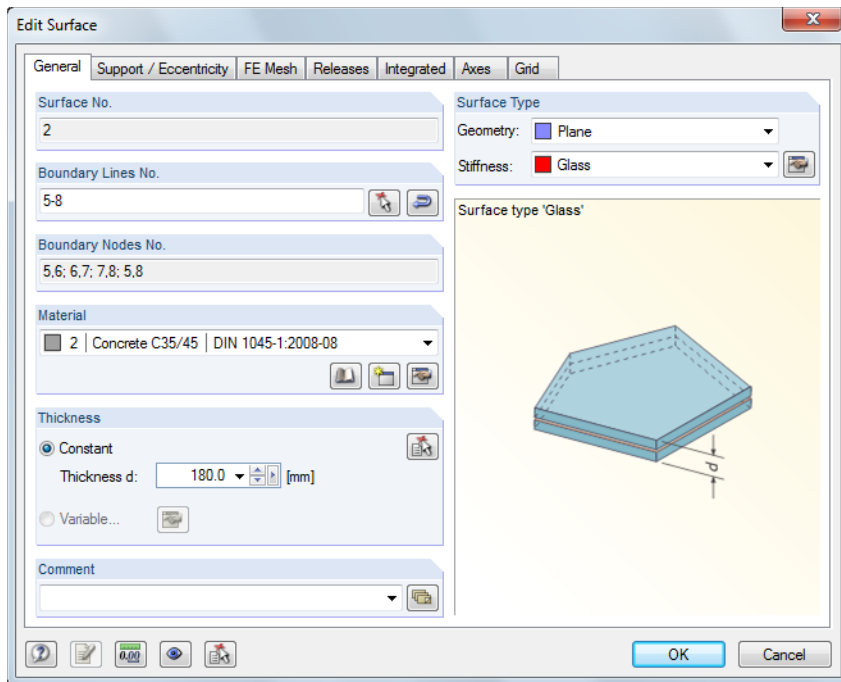 Edit Surface
General Support / Eccentricity FE Mesh Releases Integrated Axes Grid
Surface No.
2
Boundary Lines No.
5-8
Boundary Nodes No.
5,6; 6,7; 7,8; 5,8
Material
2 Concrete C35/45 DIN 1045-1:2008-08
Thickness
Constant
Thickness d: 180.0 [mm]
Variable...
Comment
Surface Type
Geometry: Plane
Stiffness: Glass
Surface type 'Glass'
d
0.00
OK Cancel